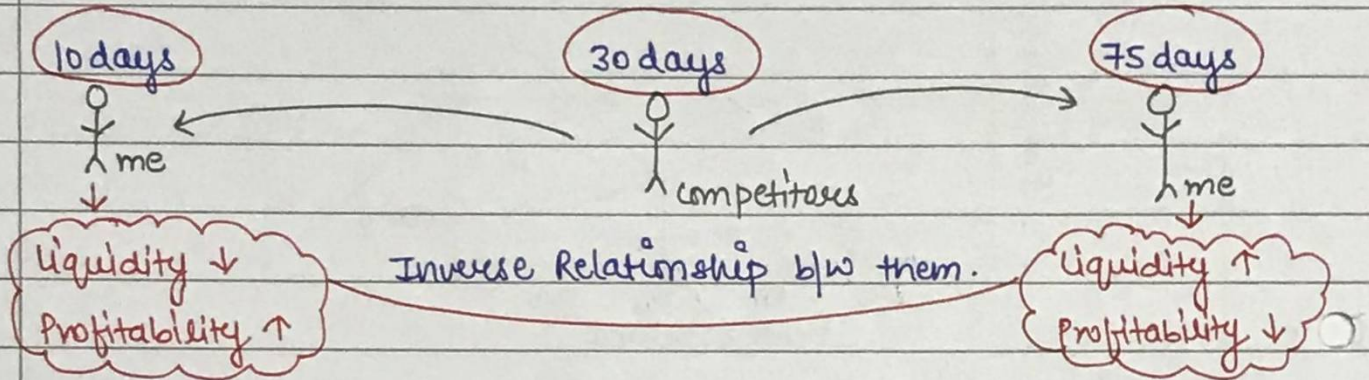 10 days 30 days 75 days
me competitors me
Liquidity ↓ Inverse Relationship b/w them. Liquidity ↑
Profitability ↑ Profitability ↓